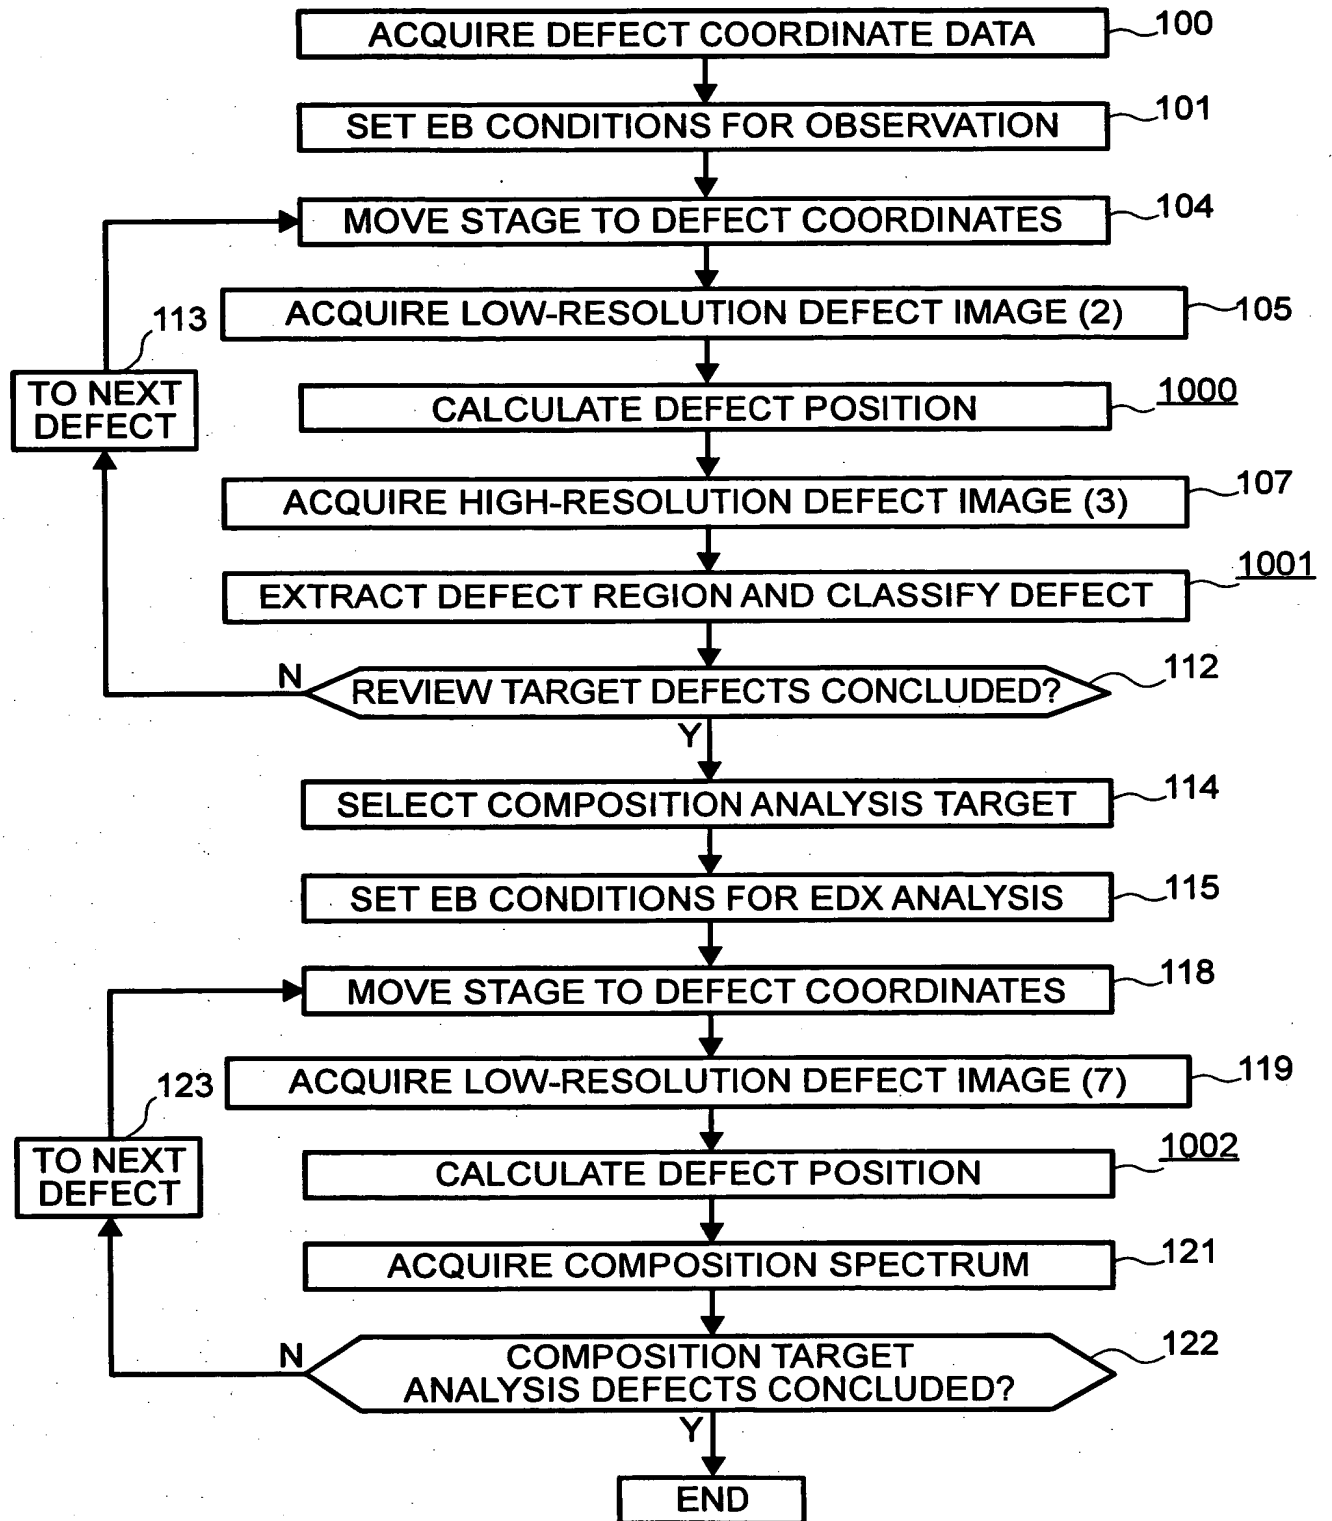 ACQUIRE DEFECT COORDINATE DATA
100
SET EB CONDITIONS FOR OBSERVATION
101
MOVE STAGE TO DEFECT COORDINATES
104
ACQUIRE LOW-RESOLUTION DEFECT IMAGE (2)
105
113
TO NEXT
DEFECT
CALCULATE DEFECT POSITION
1000
ACQUIRE HIGH-RESOLUTION DEFECT IMAGE (3)
107
EXTRACT DEFECT REGION AND CLASSIFY DEFECT
1001
N
REVIEW TARGET DEFECTS CONCLUDED?
112
Y
SELECT COMPOSITION ANALYSIS TARGET
114
SET EB CONDITIONS FOR EDX ANALYSIS
115
MOVE STAGE TO DEFECT COORDINATES
118
ACQUIRE LOW-RESOLUTION DEFECT IMAGE (7)
119
123
TO NEXT
DEFECT
CALCULATE DEFECT POSITION
1002
ACQUIRE COMPOSITION SPECTRUM
121
N
COMPOSITION TARGET
ANALYSIS DEFECTS CONCLUDED?
122
Y
END